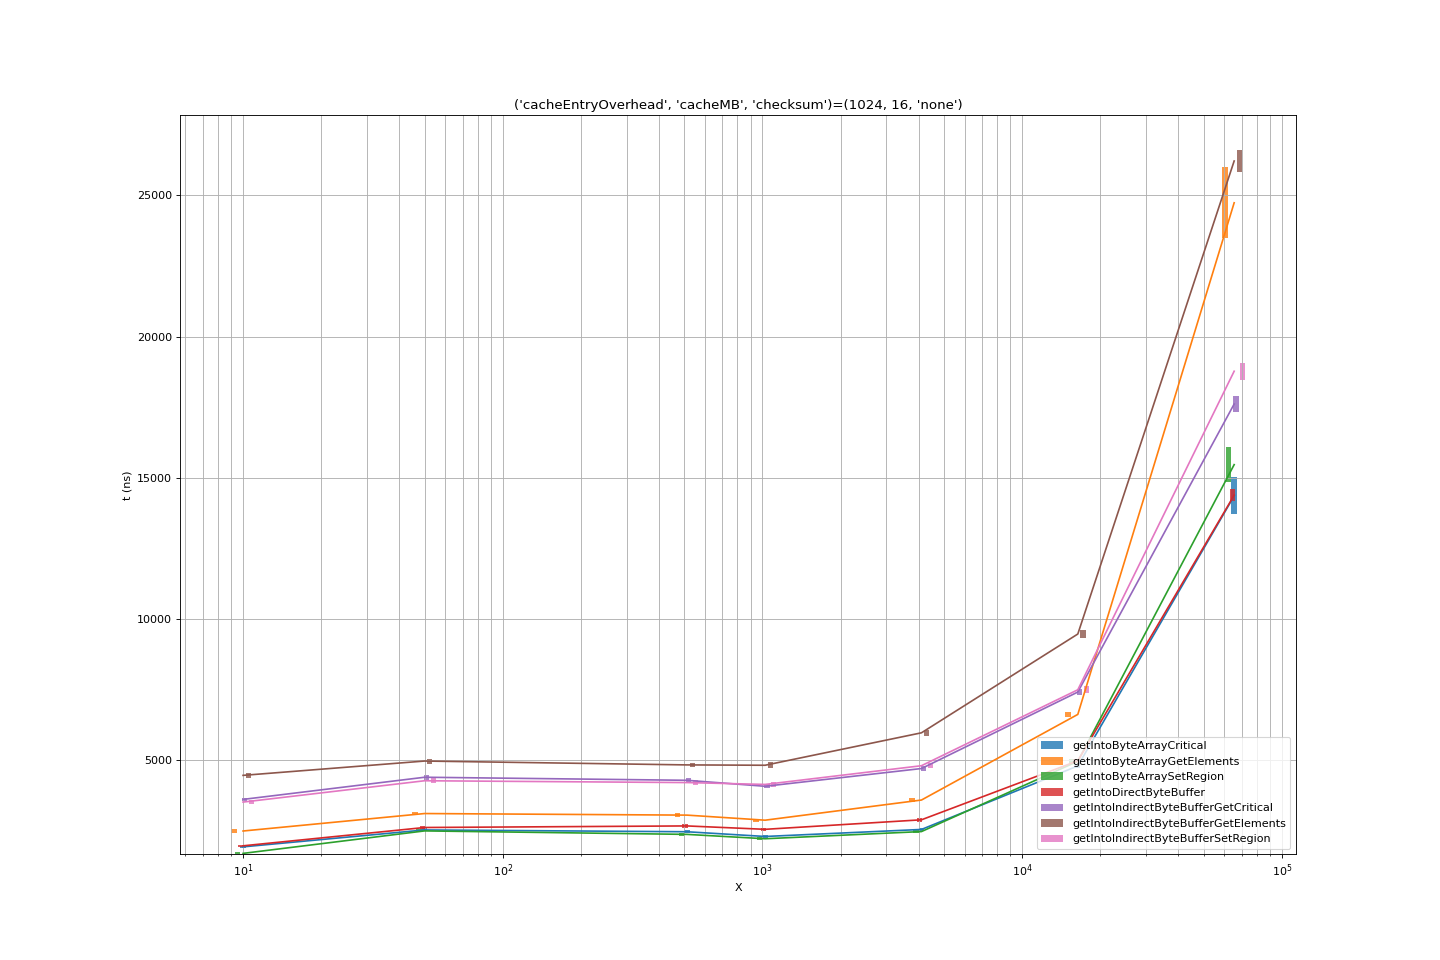 ('cacheEntryOverhead', 'cacheMB', 'checksum')=(1024, 16, 'none')
25000
20000
15000
10000
5000
t (ns)
10¹
10²
10³
10⁴
10⁵
X
getIntoByteArrayCritical
getIntoByteArrayGetElements
getIntoByteArraySetRegion
getIntoDirectByteBuffer
getIntoIndirectByteBufferGetCritical
getIntoIndirectByteBufferGetElements
getIntoIndirectByteBufferSetRegion